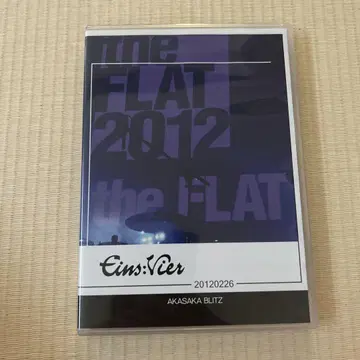 the
FLAT
2012
the FLAT
Eins:Vier
20120226
AKASAKA BLITZ